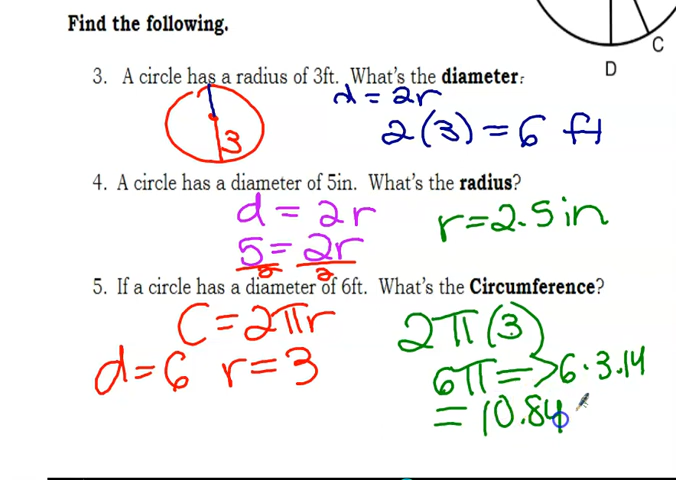 Find the following.
C
D
3. A circle has a radius of 3ft. What's the diameter:
d = 2r
3
2(3) = 6 ft
4. A circle has a diameter of 5in. What's the radius?
d = 2r
r = 2.5 in
5 = 2r
2 2
5. If a circle has a diameter of 6ft. What's the Circumference?
C = 2πr
2π(3)
d = 6 r = 3
6π => 6 · 3.14
= 10.84